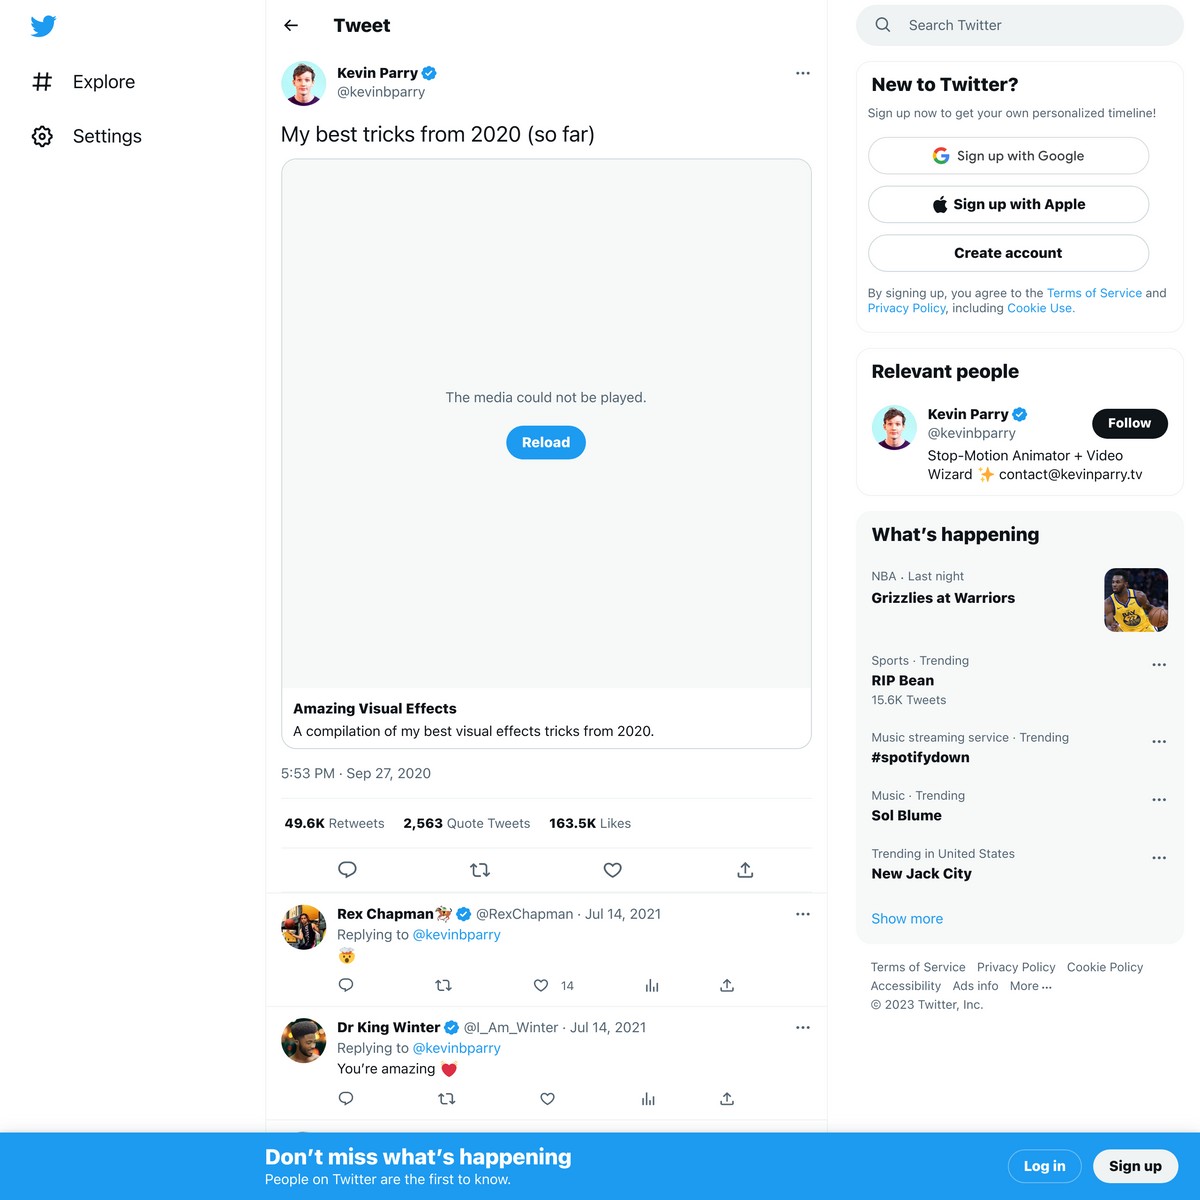 Explore
Settings
Tweet
Kevin Parry
@kevinbparry
My best tricks from 2020 (so far)
The media could not be played.
Reload
Amazing Visual Effects
A compilation of my best visual effects tricks from 2020.
5:53 PM · Sep 27, 2020
49.6K Retweets 2,563 Quote Tweets 163.5K Likes
Rex Chapman🏇 @RexChapman · Jul 14, 2021
Replying to @kevinbparry
🤯
14
Dr King Winter @I_Am_Winter · Jul 14, 2021
Replying to @kevinbparry
You’re amazing 💓
Search Twitter
New to Twitter?
Sign up now to get your own personalized timeline!
Sign up with Google
Sign up with Apple
Create account
By signing up, you agree to the Terms of Service and
Privacy Policy, including Cookie Use.
Relevant people
Kevin Parry
@kevinbparry
Follow
Stop-Motion Animator + Video
Wizard ✨ contact@kevinparry.tv
What’s happening
NBA · Last night
Grizzlies at Warriors
Sports · Trending
RIP Bean
15.6K Tweets
Music streaming service · Trending
#spotifydown
Music · Trending
Sol Blume
Trending in United States
New Jack City
Show more
Terms of Service Privacy Policy Cookie Policy
Accessibility Ads info More ···
© 2023 Twitter, Inc.
Don’t miss what’s happening
People on Twitter are the first to know.
Log in
Sign up